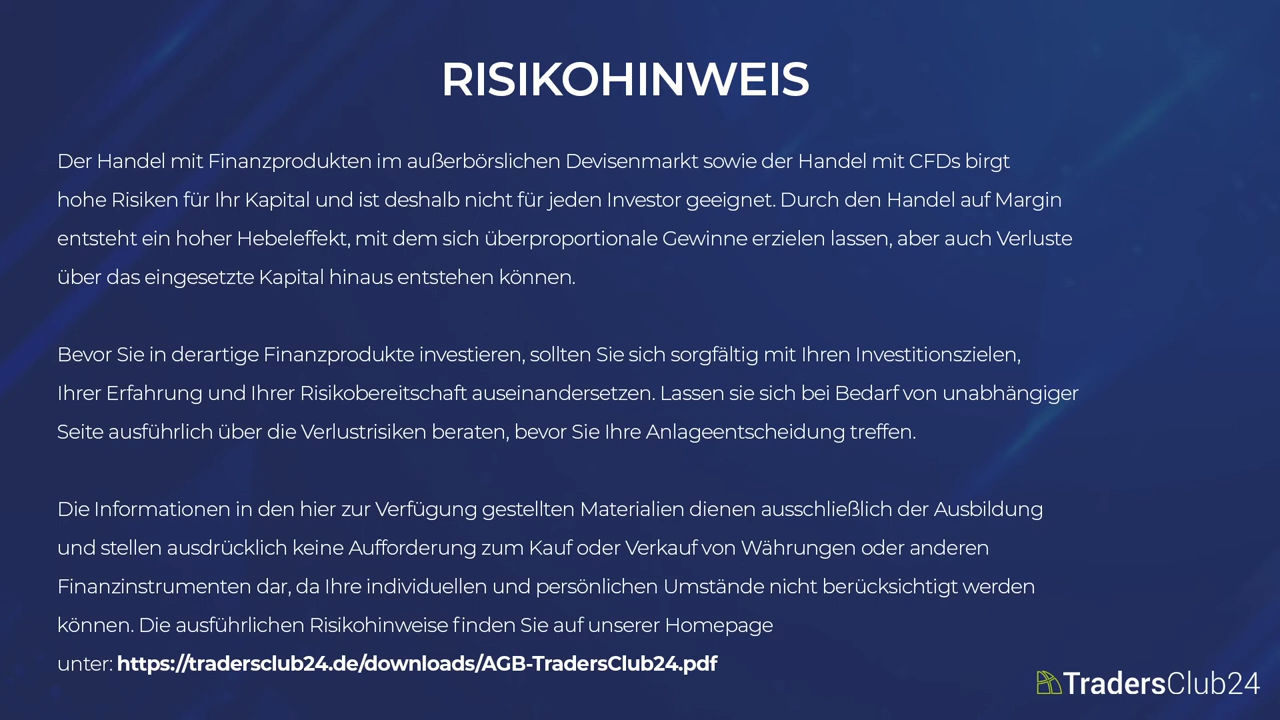 RISIKOHINWEIS
Der Handel mit Finanzprodukten im außerbörslichen Devisenmarkt sowie der Handel mit CFDs birgt
hohe Risiken für Ihr Kapital und ist deshalb nicht für jeden Investor geeignet. Durch den Handel auf Margin
entsteht ein hoher Hebeleffekt, mit dem sich überproportionale Gewinne erzielen lassen, aber auch Verluste
über das eingesetzte Kapital hinaus entstehen können.
Bevor Sie in derartige Finanzprodukte investieren, sollten Sie sich sorgfältig mit Ihren Investitionszielen,
Ihrer Erfahrung und Ihrer Risikobereitschaft auseinandersetzen. Lassen sie sich bei Bedarf von unabhängiger
Seite ausführlich über die Verlustrisiken beraten, bevor Sie Ihre Anlageentscheidung treffen.
Die Informationen in den hier zur Verfügung gestellten Materialien dienen ausschließlich der Ausbildung
und stellen ausdrücklich keine Aufforderung zum Kauf oder Verkauf von Währungen oder anderen
Finanzinstrumenten dar, da Ihre individuellen und persönlichen Umstände nicht berücksichtigt werden
können. Die ausführlichen Risikohinweise finden Sie auf unserer Homepage
unter: https://tradersclub24.de/downloads/AGB-TradersClub24.pdf
TradersClub24